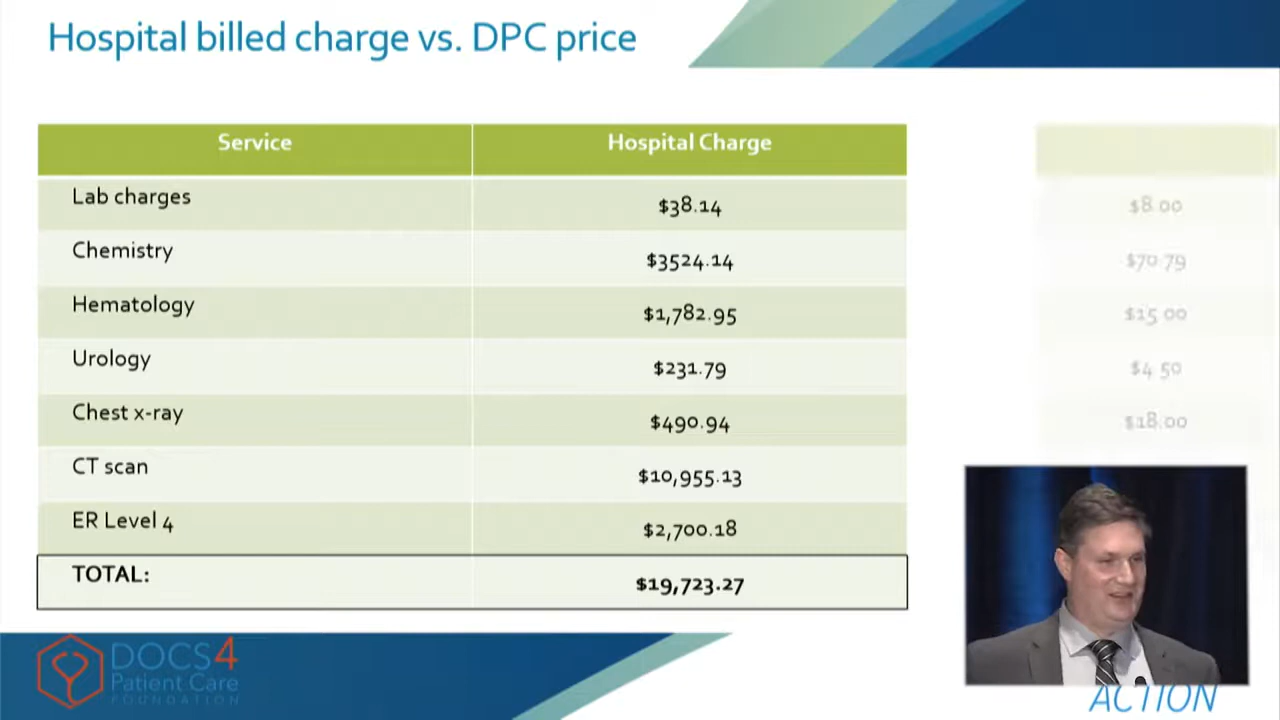 Hospital billed charge vs. DPC price
Service Hospital Charge
Lab charges $38.14 $8.00
Chemistry $3524.14 $70.79
Hematology $1,782.95 $15.00
Urology $231.79 $4.50
Chest x-ray $490.94 $18.00
CT scan $10,955.13
ER Level 4 $2,700.18
TOTAL: $19,723.27
DOCS4
Patient Care
FOUNDATION
ACTION